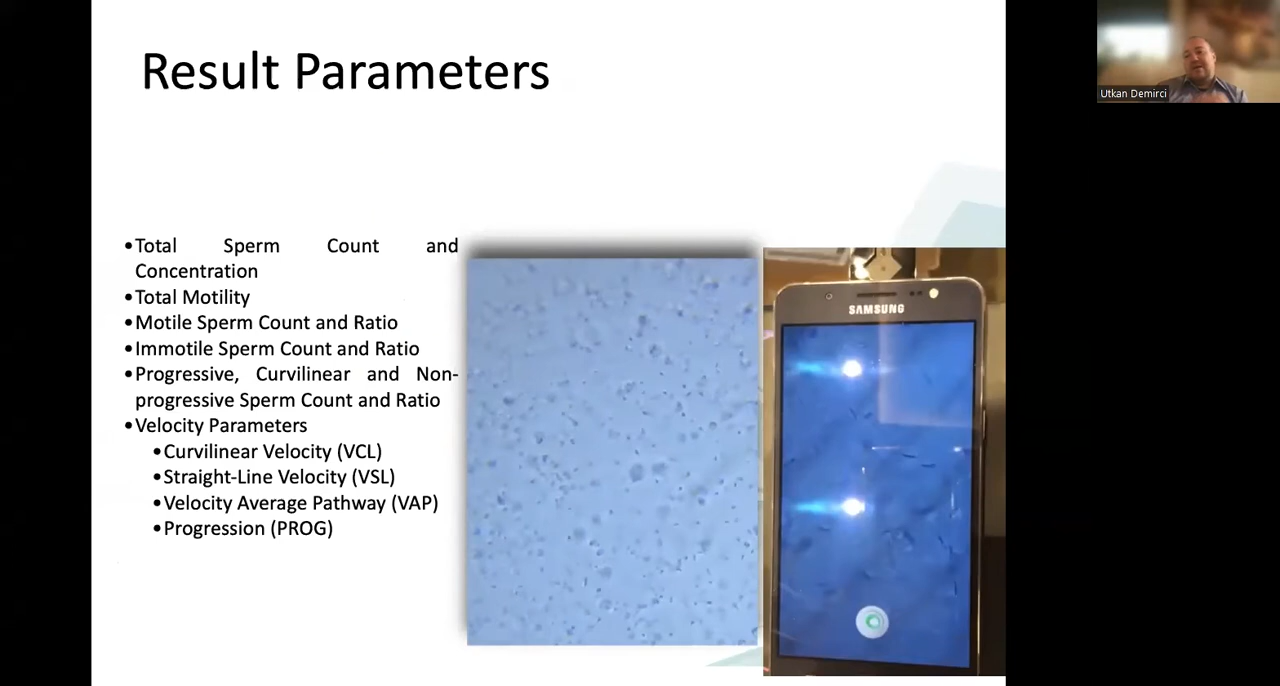 Result Parameters
Utkan Demirci
•Total Sperm Count and
Concentration
•Total Motility
•Motile Sperm Count and Ratio
•Immotile Sperm Count and Ratio
•Progressive, Curvilinear and Non-
progressive Sperm Count and Ratio
•Velocity Parameters
•Curvilinear Velocity (VCL)
•Straight-Line Velocity (VSL)
•Velocity Average Pathway (VAP)
•Progression (PROG)
SAMSUNG